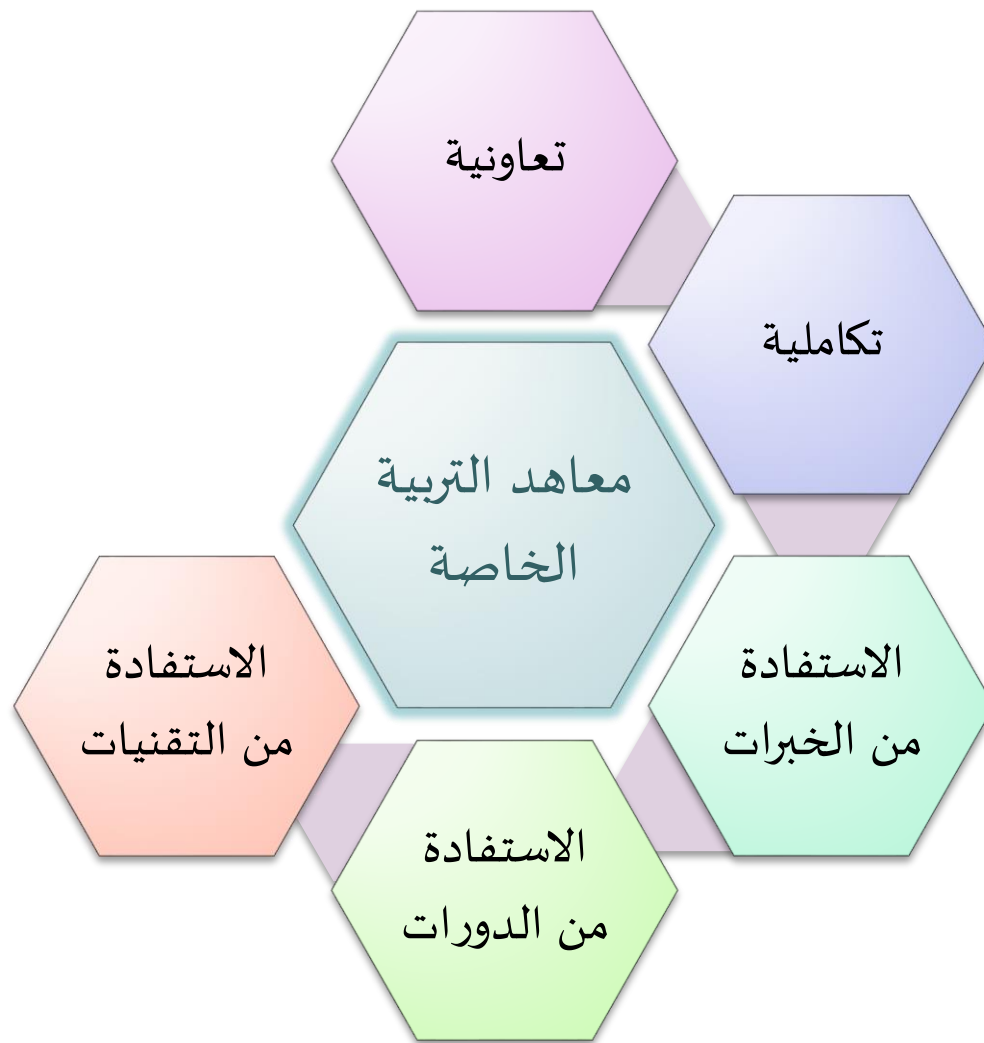 تعاونية
تكاملية
معاهد التربية
الخاصة
الاستفادة
من الخبرات
الاستفادة
من الدورات
الاستفادة
من التقنيات